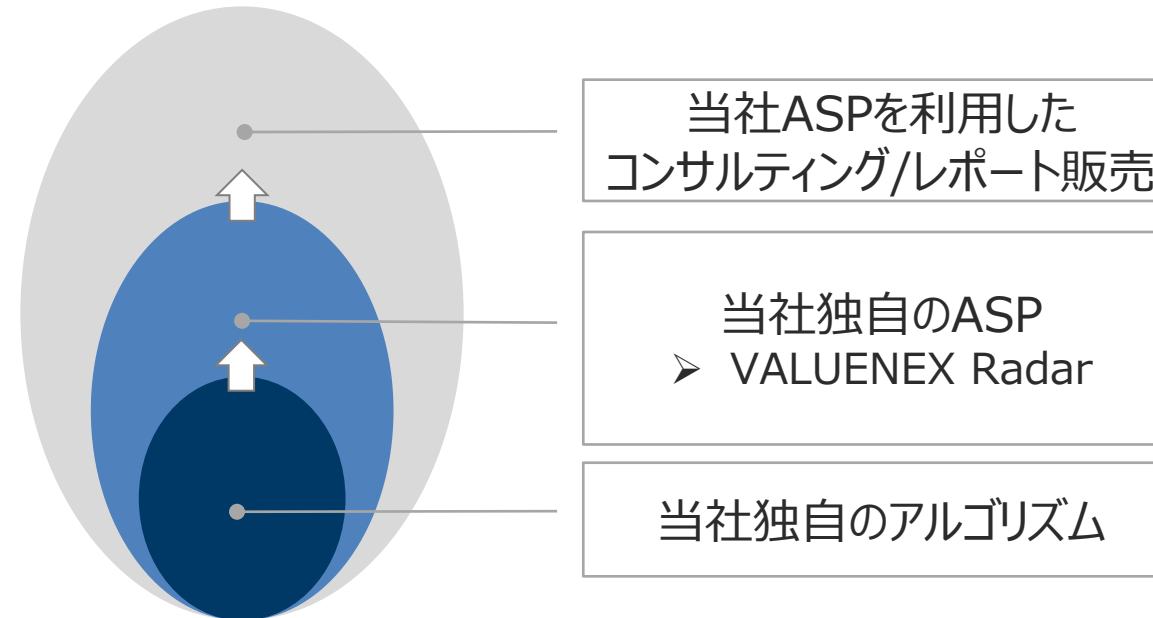 当社ASPを利用した
コンサルティング/レポート販売
当社独自のASP
➢ VALUENEX Radar
当社独自のアルゴリズム